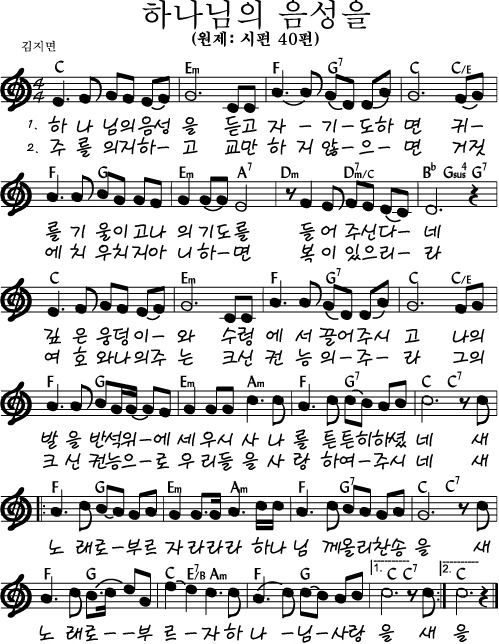 하나님의 음성을
(원제: 시편 40편)
김지면
C Em F G7 C C/E
1. 하 나 님의음성 을 듣고 자 - 기 - 도하 면 귀 -
2. 주 를 의지하 - 고 교만 하 지 않 - 으 - 면 거짓
F G Em A7 Dm Dm7/C Bb Gsus4 G7
를 기 울이고나 의기도를 들어 주신다 - 네
에 치 우치지아 니하 - 면 복이 있으리 - 라
C Em F G7 C C/E
깊 은 웅덩이 - 와 수렁 에 서 끌어주시 고 나의
여 호 와나의주 는 크신 권 능 의 - 주 - 라 그의
F G Em Am F G7 C C7
발 을 반석위 - 에 세우시 사 나 를 튼튼히하셨 네 새
크 신 권능으 - 로 우리들 을 사 랑 하여 - 주시 네 새
F G Em Am F G7 C C7
노 래로 - 부르 자 라라라 하나 님 께올리찬송 을 새
F G C E7/B Am F G 1. C C7 2. C
노 래로 - - 부 르 - 자하 나 - 님 - 사랑 을 새 을